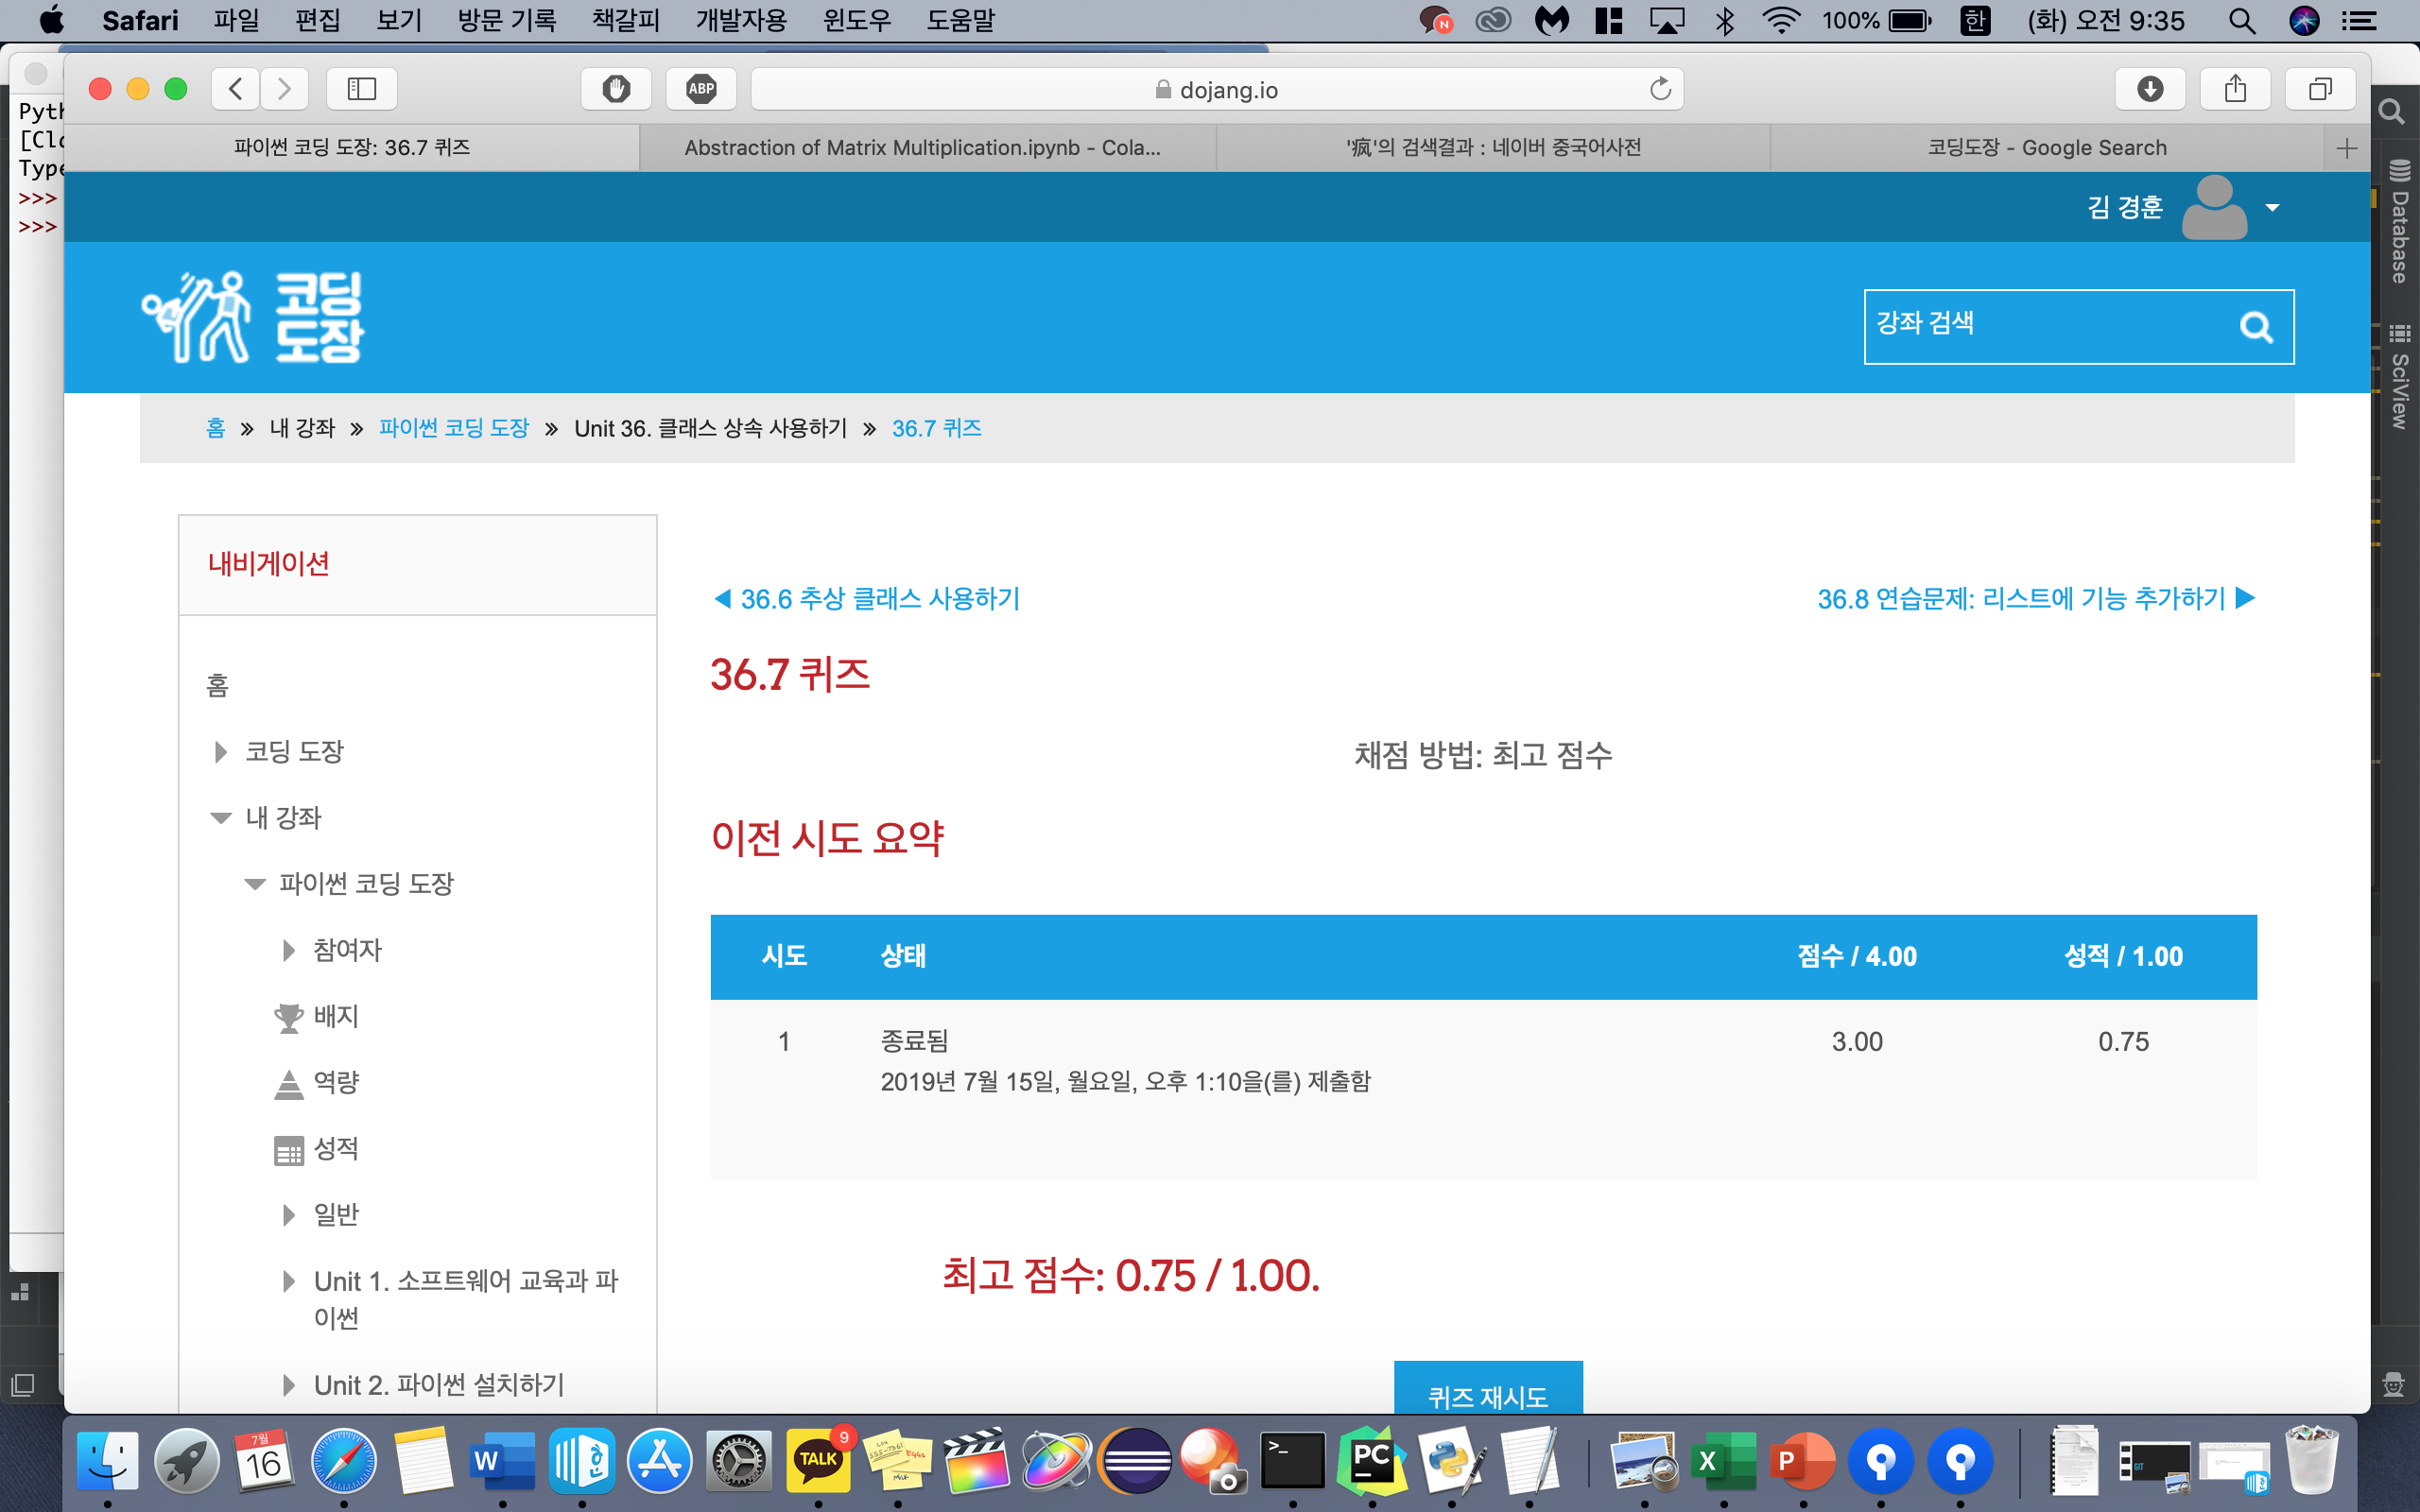 Safari 파일 편집 보기 방문 기록 책갈피 개발자용 윈도우 도움말 100% 한 (화) 오전 9:35
ABP dojang.io
파이썬 코딩 도장: 36.7 퀴즈 Abstraction of Matrix Multiplication.ipynb - Cola... '疯'의 검색결과 : 네이버 중국어사전 코딩도장 - Google Search
>>>
>>>
Database
SciView
김 경훈
코딩
도장
강좌 검색
홈 » 내 강좌 » 파이썬 코딩 도장 » Unit 36. 클래스 상속 사용하기 » 36.7 퀴즈
내비게이션
홈
코딩 도장
내 강좌
파이썬 코딩 도장
참여자
배지
역량
성적
일반
Unit 1. 소프트웨어 교육과 파
이썬
Unit 2. 파이썬 설치하기
◀ 36.6 추상 클래스 사용하기
36.8 연습문제: 리스트에 기능 추가하기 ▶
36.7 퀴즈
채점 방법: 최고 점수
이전 시도 요약
시도 상태 점수 / 4.00 성적 / 1.00
1 종료됨 3.00 0.75
2019년 7월 15일, 월요일, 오후 1:10을(를) 제출함
최고 점수: 0.75 / 1.00.
퀴즈 재시도
7월
16
W
TALK
9
>_
PC
X
P
GIT